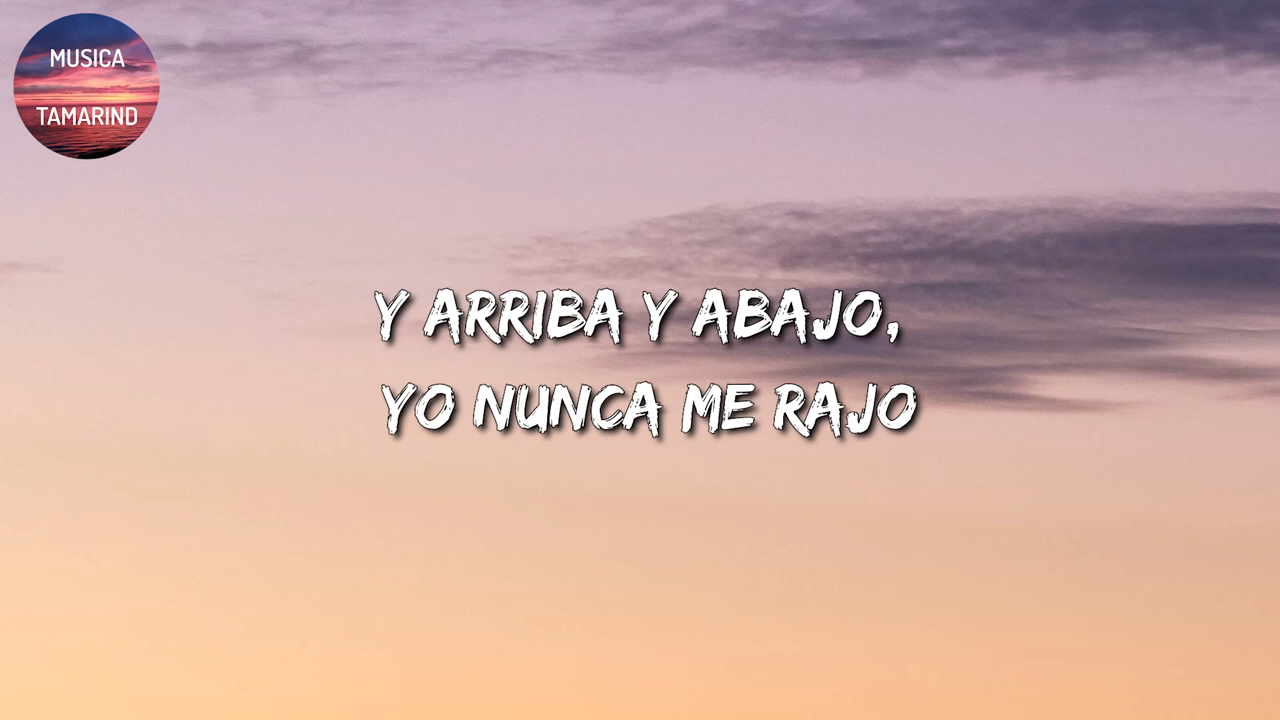 MUSICA
TAMARIND
Y ARRIBA Y ABAJO,
YO NUNCA ME RAJO